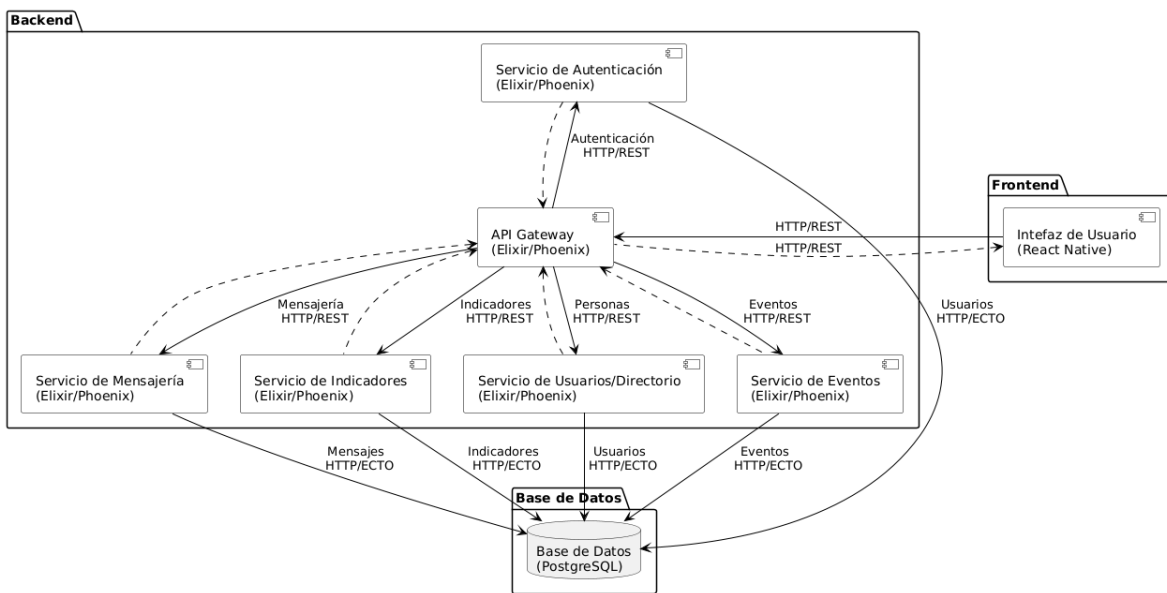 Backend
Servicio de Autenticación
(Elixir/Phoenix)
Autenticación
HTTP/REST
Frontend
API Gateway
(Elixir/Phoenix)
HTTP/REST
HTTP/REST
Intefaz de Usuario
(React Native)
Mensajería
HTTP/REST
Indicadores
HTTP/REST
Personas
HTTP/REST
Eventos
HTTP/REST
Usuarios
HTTP/ECTO
Servicio de Mensajería
(Elixir/Phoenix)
Servicio de Indicadores
(Elixir/Phoenix)
Servicio de Usuarios/Directorio
(Elixir/Phoenix)
Servicio de Eventos
(Elixir/Phoenix)
Mensajes
HTTP/ECTO
Indicadores
HTTP/ECTO
Usuarios
HTTP/ECTO
Eventos
HTTP/ECTO
Base de Datos
Base de Datos
(PostgreSQL)